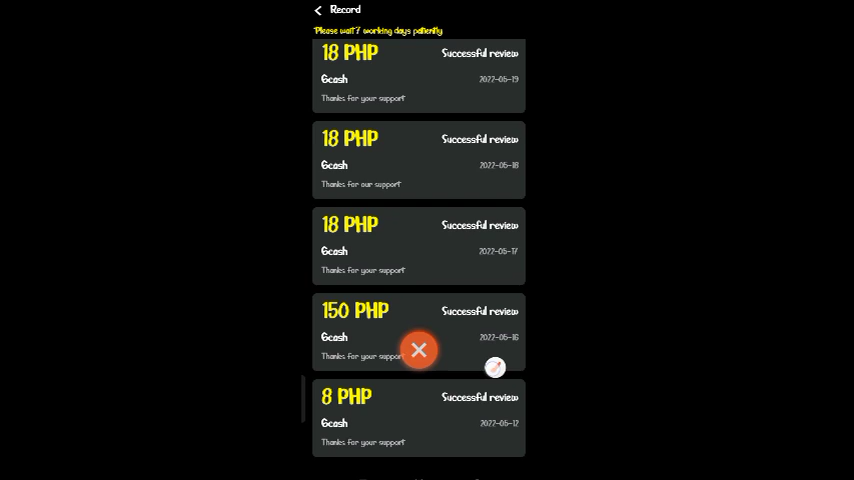 Record
Please wait 7 working days patiently
18 PHP
Successful review
Gcash
2022-05-19
Thanks for your support
18 PHP
Successful review
Gcash
2022-05-18
Thanks for our support
18 PHP
Successful review
Gcash
2022-05-17
Thanks for your support
150 PHP
Successful review
Gcash
2022-05-16
Thanks for your support
8 PHP
Successful review
Gcash
2022-05-12
Thanks for your support